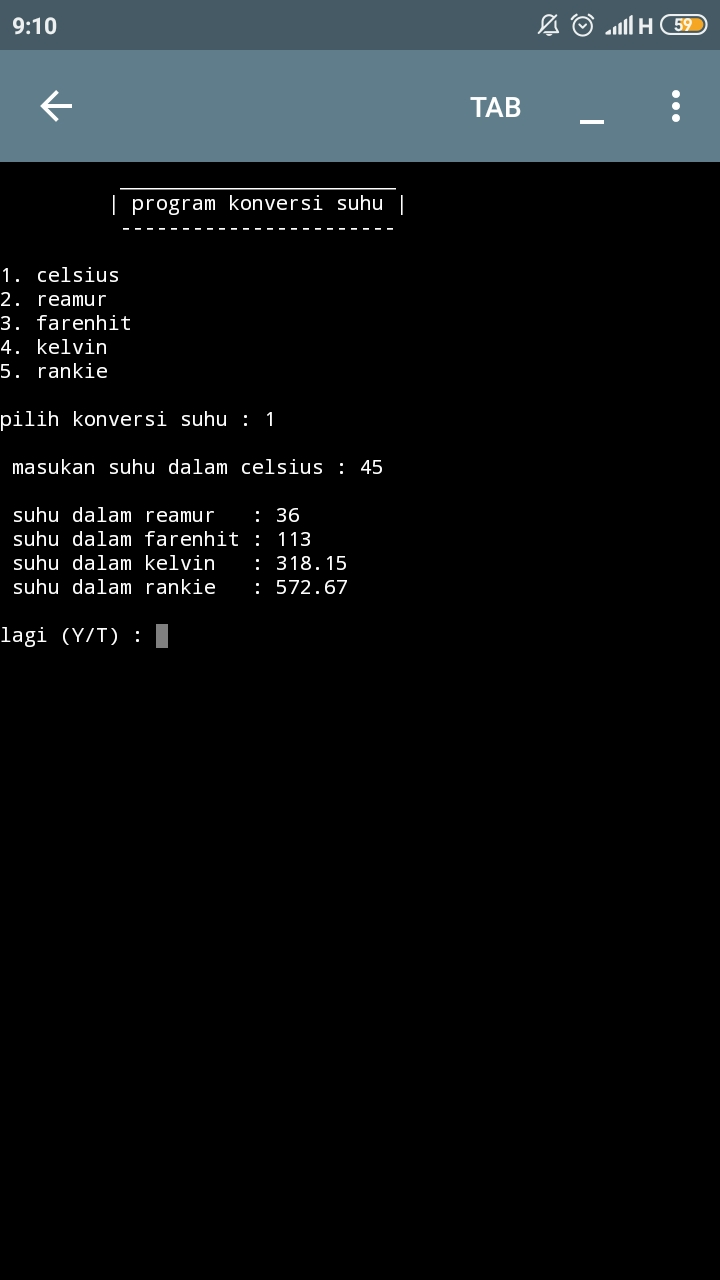 9:10 H 59
TAB
| program konversi suhu |
-----------------------
1. celsius
2. reamur
3. farenhit
4. kelvin
5. rankie
pilih konversi suhu : 1
masukan suhu dalam celsius : 45
suhu dalam reamur   : 36
suhu dalam farenhit : 113
suhu dalam kelvin   : 318.15
suhu dalam rankie   : 572.67
lagi (Y/T) :